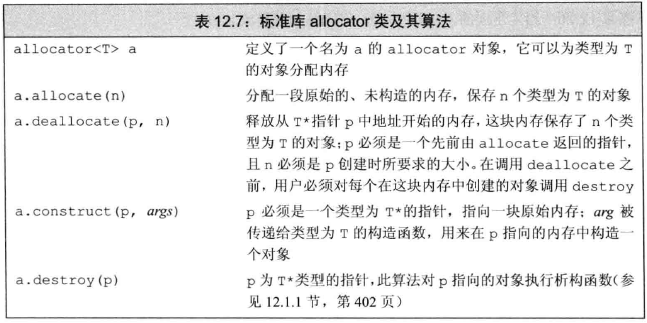 表 12.7：标准库 allocator 类及其算法
allocator<T> a 定义了一个名为 a 的 allocator 对象，它可以为类型为 T
的对象分配内存
a.allocate(n) 分配一段原始的、未构造的内存，保存 n 个类型为 T 的对象
a.deallocate(p, n) 释放从 T*指针 p 中地址开始的内存，这块内存保存了 n 个类
型为 T 的对象；p 必须是一个先前由 allocate 返回的指针，
且 n 必须是 p 创建时所要求的大小。在调用 deallocate 之
前，用户必须对每个在这块内存中创建的对象调用 destroy
a.construct(p, args) p 必须是一个类型为 T*的指针，指向一块原始内存；arg 被
传递给类型为 T 的构造函数，用来在 p 指向的内存中构造一
个对象
a.destroy(p) p 为 T*类型的指针，此算法对 p 指向的对象执行析构函数（参
见 12.1.1 节，第 402 页）